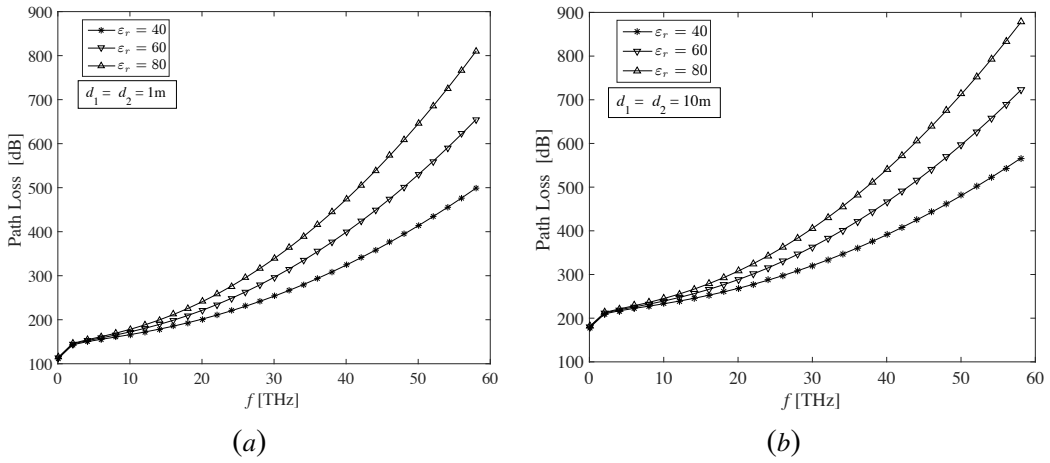 900
800
700
600
500
400
300
200
100
0
10
20
30
40
50
60
Path Loss [dB]
f [THz]
εr = 40
εr = 60
εr = 80
d1 = d2 = 1m
(a)
900
800
700
600
500
400
300
200
100
0
10
20
30
40
50
60
Path Loss [dB]
f [THz]
εr = 40
εr = 60
εr = 80
d1 = d2 = 10m
(b)